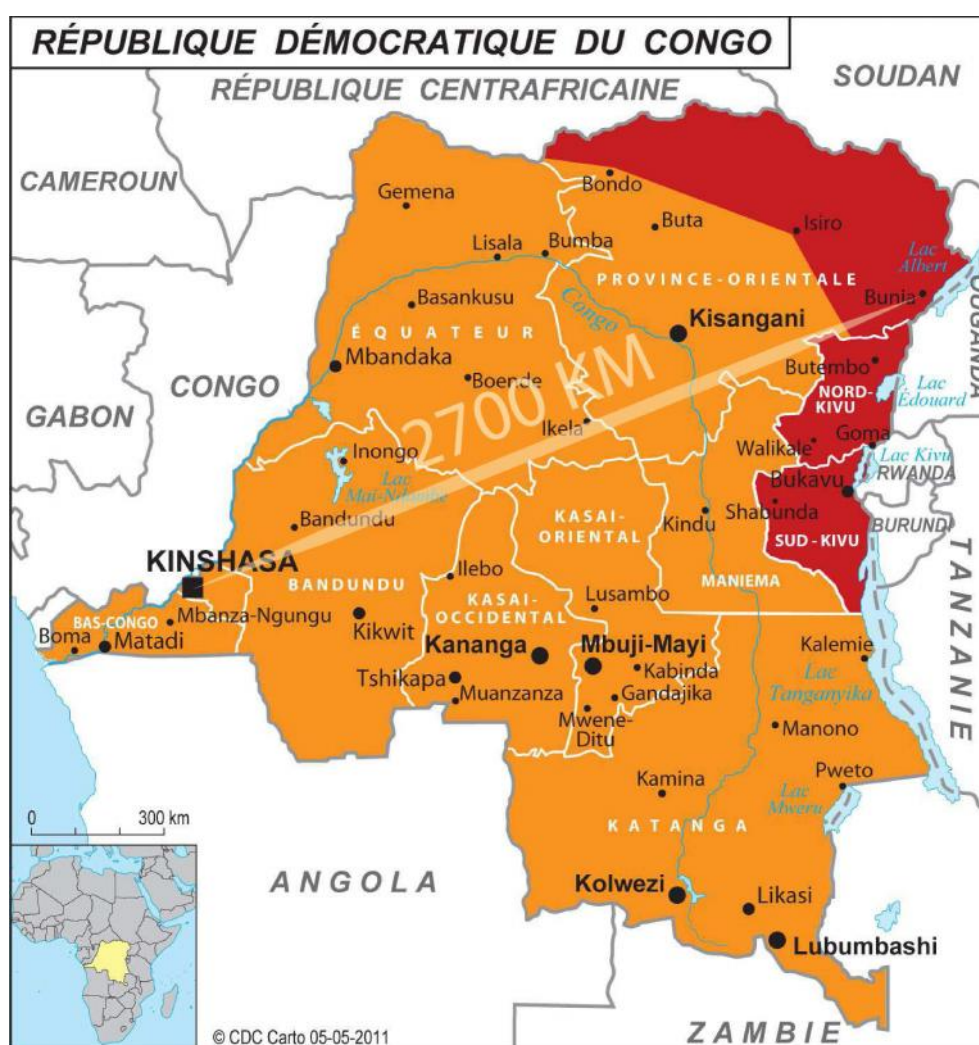 RÉPUBLIQUE DÉMOCRATIQUE DU CONGO
SOUDAN
RÉPUBLIQUE CENTRAFRICAINE
CAMEROUN
Bondo
Gemena
Buta
Isiro
Lisala
Bumba
Lac
Albert
PROVINCE-ORIENTALE
Bunia
OUGANDA
Basankusu
Congo
ÉQUATEUR
Kisangani
Mbandaka
Butembo
CONGO
Boende
NORD-
KIVU
Lac
Édouard
GABON
2700 KM
Ikela
Walikale
Goma
Inongo
Lac Kivu
RWANDA
Lac
Mai-Ndombe
Bukavu
Bandundu
KASAI-
ORIENTAL
Kindu
Shabunda
BURUNDI
SUD-KIVU
TANZANIE
KINSHASA
Ilebo
BANDUNDU
MANIEMA
KASAI-
OCCIDENTAL
Lusambo
Mbanza-Ngungu
BAS-CONGO
Kikwit
Boma
Matadi
Kananga
Mbuji-Mayi
Kalemie
Kabinda
Tshikapa
Lac
Tanganyika
Muanzanza
Gandajika
Mwene-
Ditu
Manono
Kamina
Pweto
Lac
Mweru
0 300 km
KATANGA
ANGOLA
Kolwezi
Likasi
Lubumbashi
© CDC Carto 05-05-2011
ZAMBIE